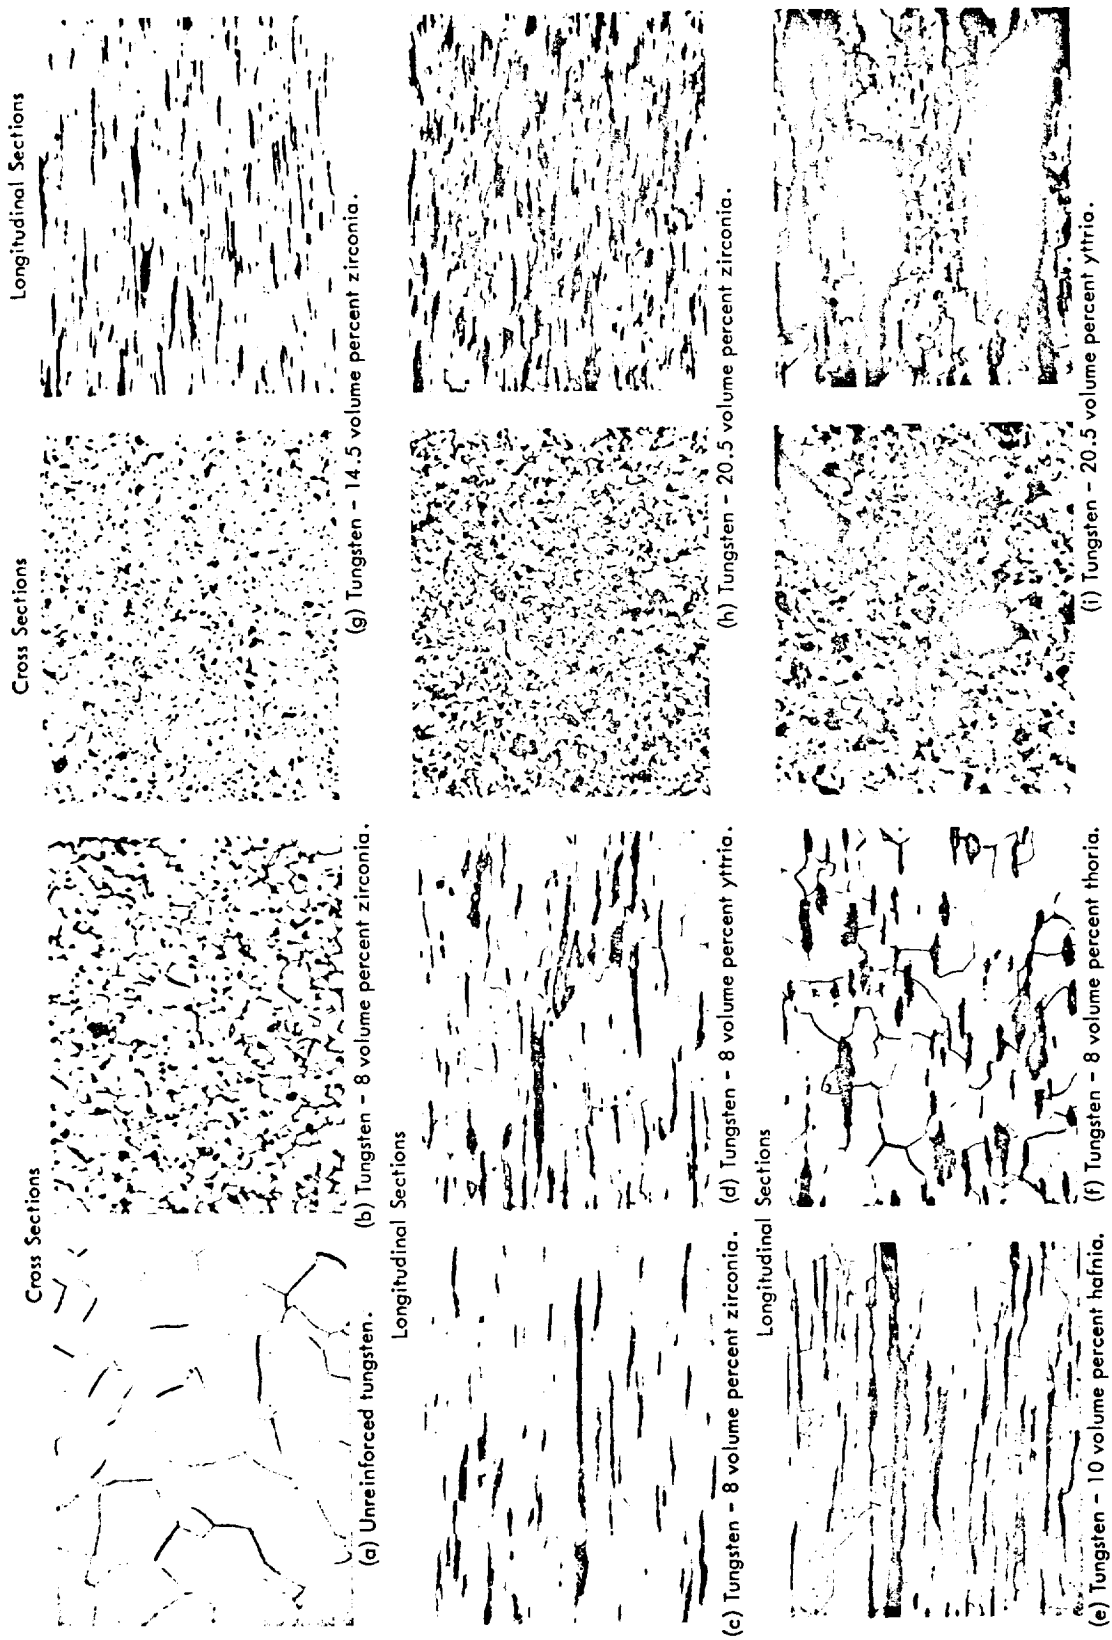 Cross Sections
(a) Unreinforced tungsten.
(b) Tungsten - 8 volume percent zirconia.
Longitudinal Sections
(c) Tungsten - 8 volume percent zirconia.
(d) Tungsten - 8 volume percent yttria.
Longitudinal Sections
(e) Tungsten - 10 volume percent hafnia.
(f) Tungsten - 8 volume percent thoria.
Cross Sections
Longitudinal Sections
(g) Tungsten - 14.5 volume percent zirconia.
(h) Tungsten - 20.5 volume percent zirconia.
(i) Tungsten - 20.5 volume percent yttria.